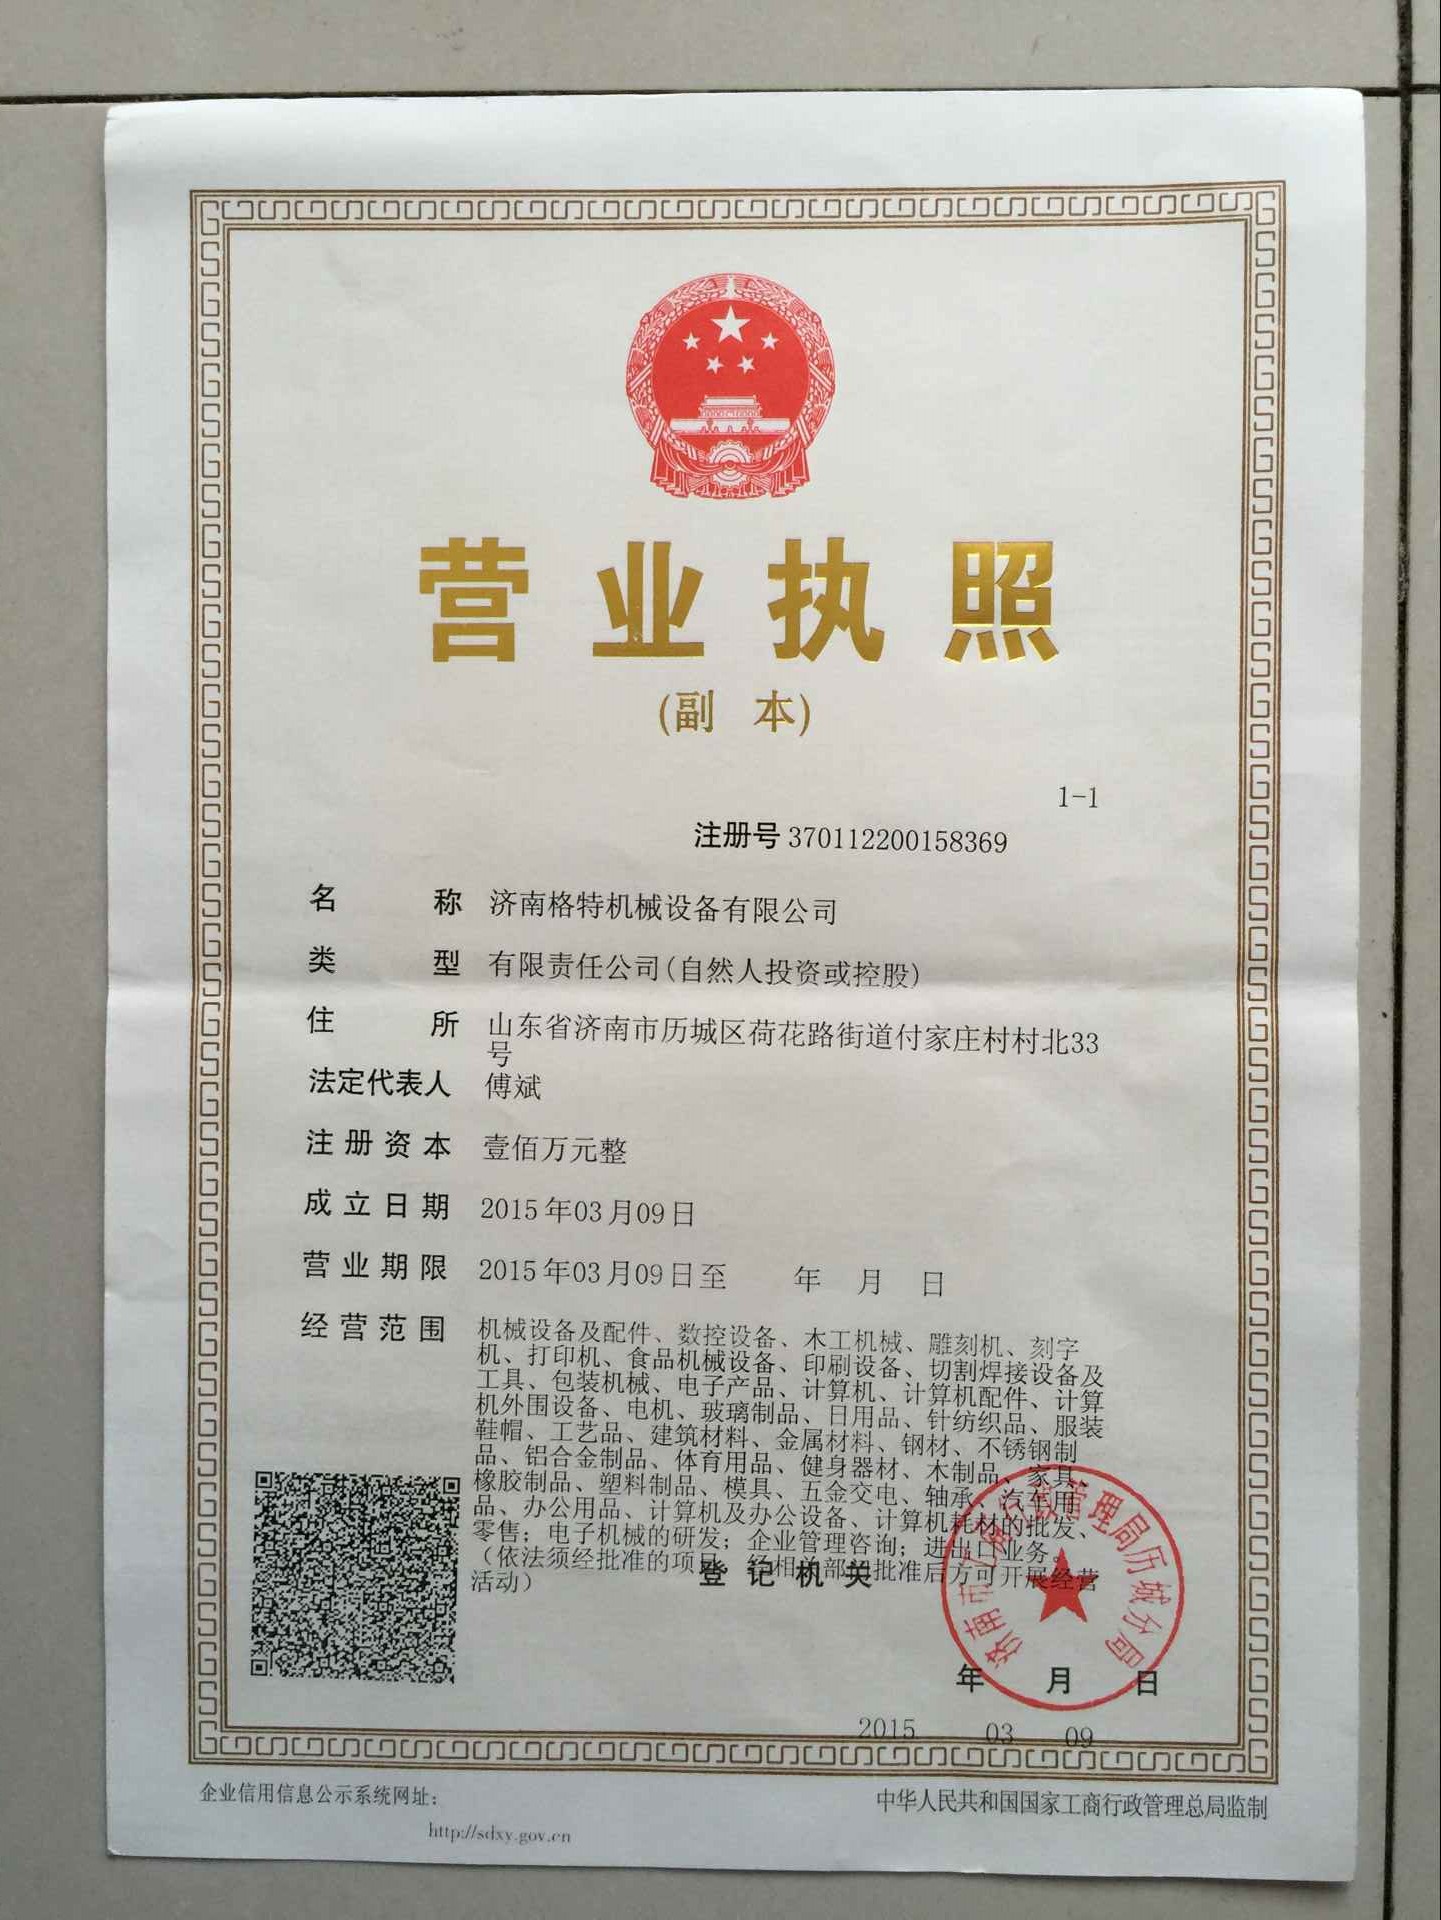 营业执照
(副 本)
1-1
注册号 370112200158369
名 称 济南格特机械设备有限公司
类 型 有限责任公司(自然人投资或控股)
住 所 山东省济南市历城区荷花路街道付家庄村村北33
号
法定代表人 傅斌
注册资本 壹佰万元整
成立日期 2015年03月09日
营业期限 2015年03月09日至 年 月 日
经营范围 机械设备及配件、数控设备、木工机械、雕刻机、刻字
机、打印机、食品机械设备、印刷设备、切割焊接设备及
工具、包装机械、电子产品、计算机、计算机配件、计算
机外围设备、电机、玻璃制品、日用品、针纺织品、服装
鞋帽、工艺品、建筑材料、金属材料、钢材、不锈钢制
品、铝合金制品、体育用品、健身器材、木制品、家具、
橡胶制品、塑料制品、模具、五金交电、轴承、汽车用
品、办公用品、计算机及办公设备、计算机耗材的批发、
零售；电子机械的研发；企业管理咨询；进出口业务。
（依法须经批准的项目，经相关部门批准后方可开展经营
活动）
登记机关
济南市工商行政管理局历城分局
年 月 日
2015 03 09
企业信用信息公示系统网址：
http://sdxy.gov.cn
中华人民共和国国家工商行政管理总局监制